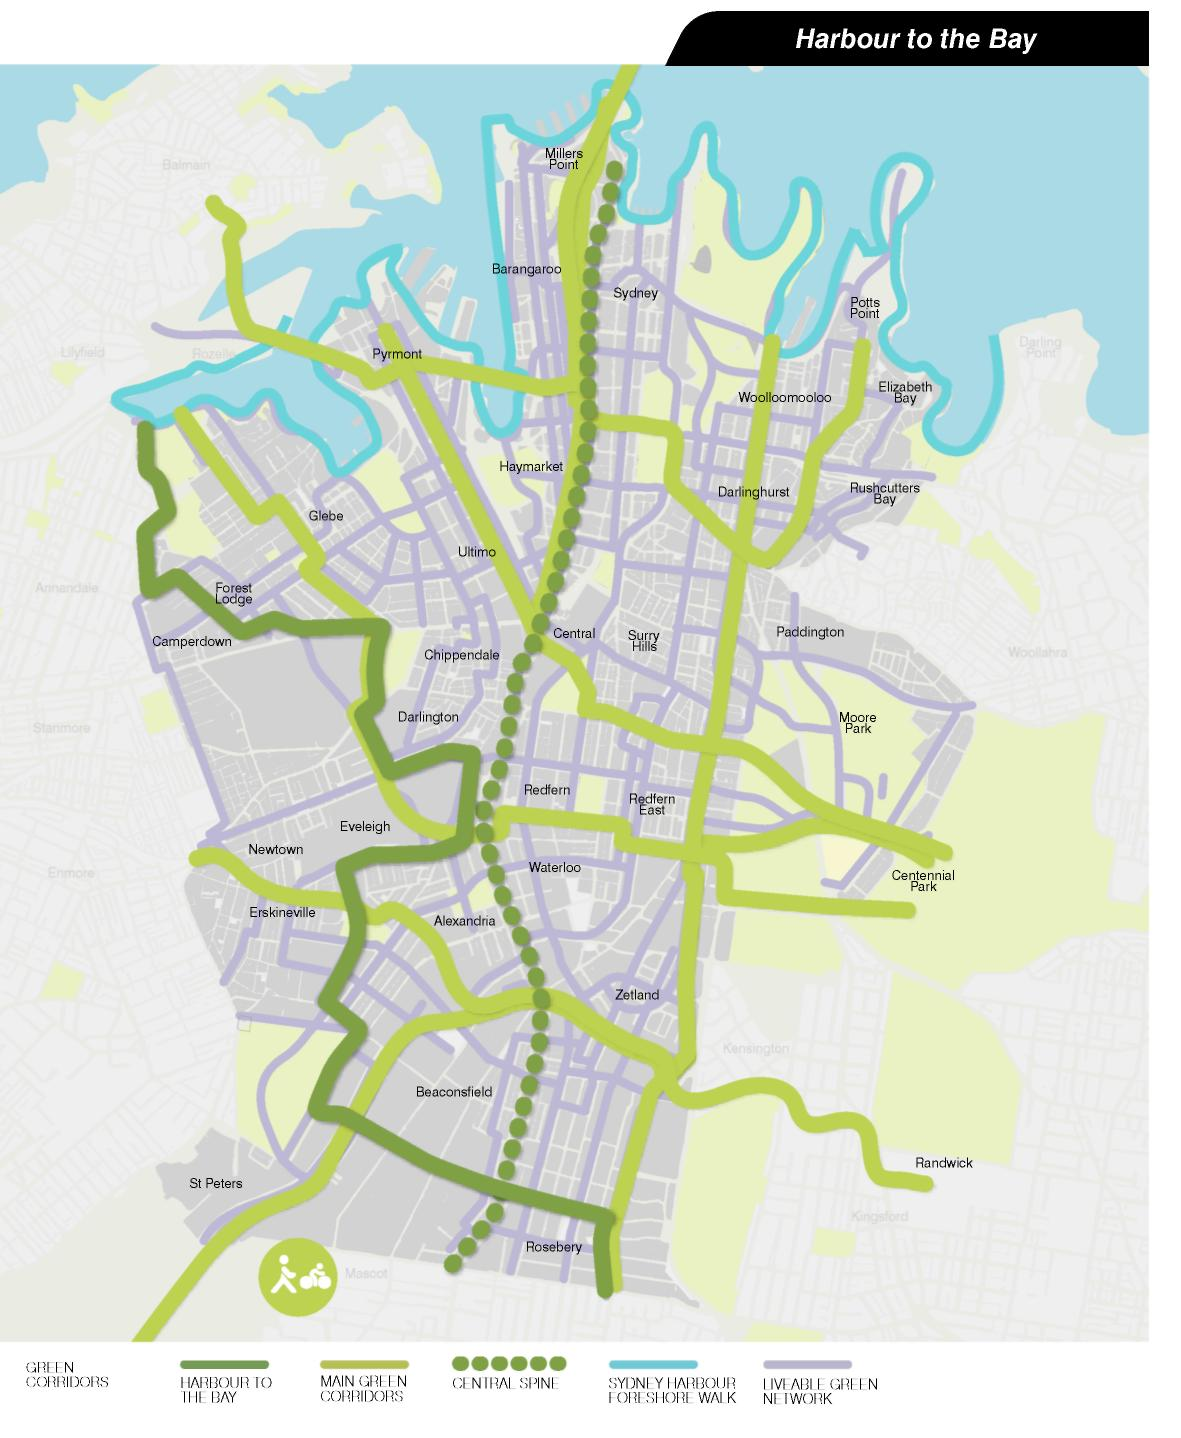 Harbour to the Bay
Balmain
Millers
Point
Barangaroo
Sydney
Potts
Point
Lilyfield
Rozelle
Pyrmont
Darling
Point
Woolloomooloo
Elizabeth
Bay
Haymarket
Darlinghurst
Rushcutters
Bay
Glebe
Ultimo
Annandale
Forest
Lodge
Camperdown
Central
Surry
Hills
Paddington
Woollahra
Chippendale
Stanmore
Darlington
Moore
Park
Redfern
Redfern
East
Eveleigh
Newtown
Enmore
Waterloo
Centennial
Park
Erskineville
Alexandria
Zetland
Kensington
Beaconsfield
Randwick
St Peters
Kingsford
Rosebery
Mascot
GREEN
CORRIDORS
HARBOUR TO
THE BAY
MAIN GREEN
CORRIDORS
CENTRAL SPINE
SYDNEY HARBOUR
FORESHORE WALK
LIVEABLE GREEN
NETWORK